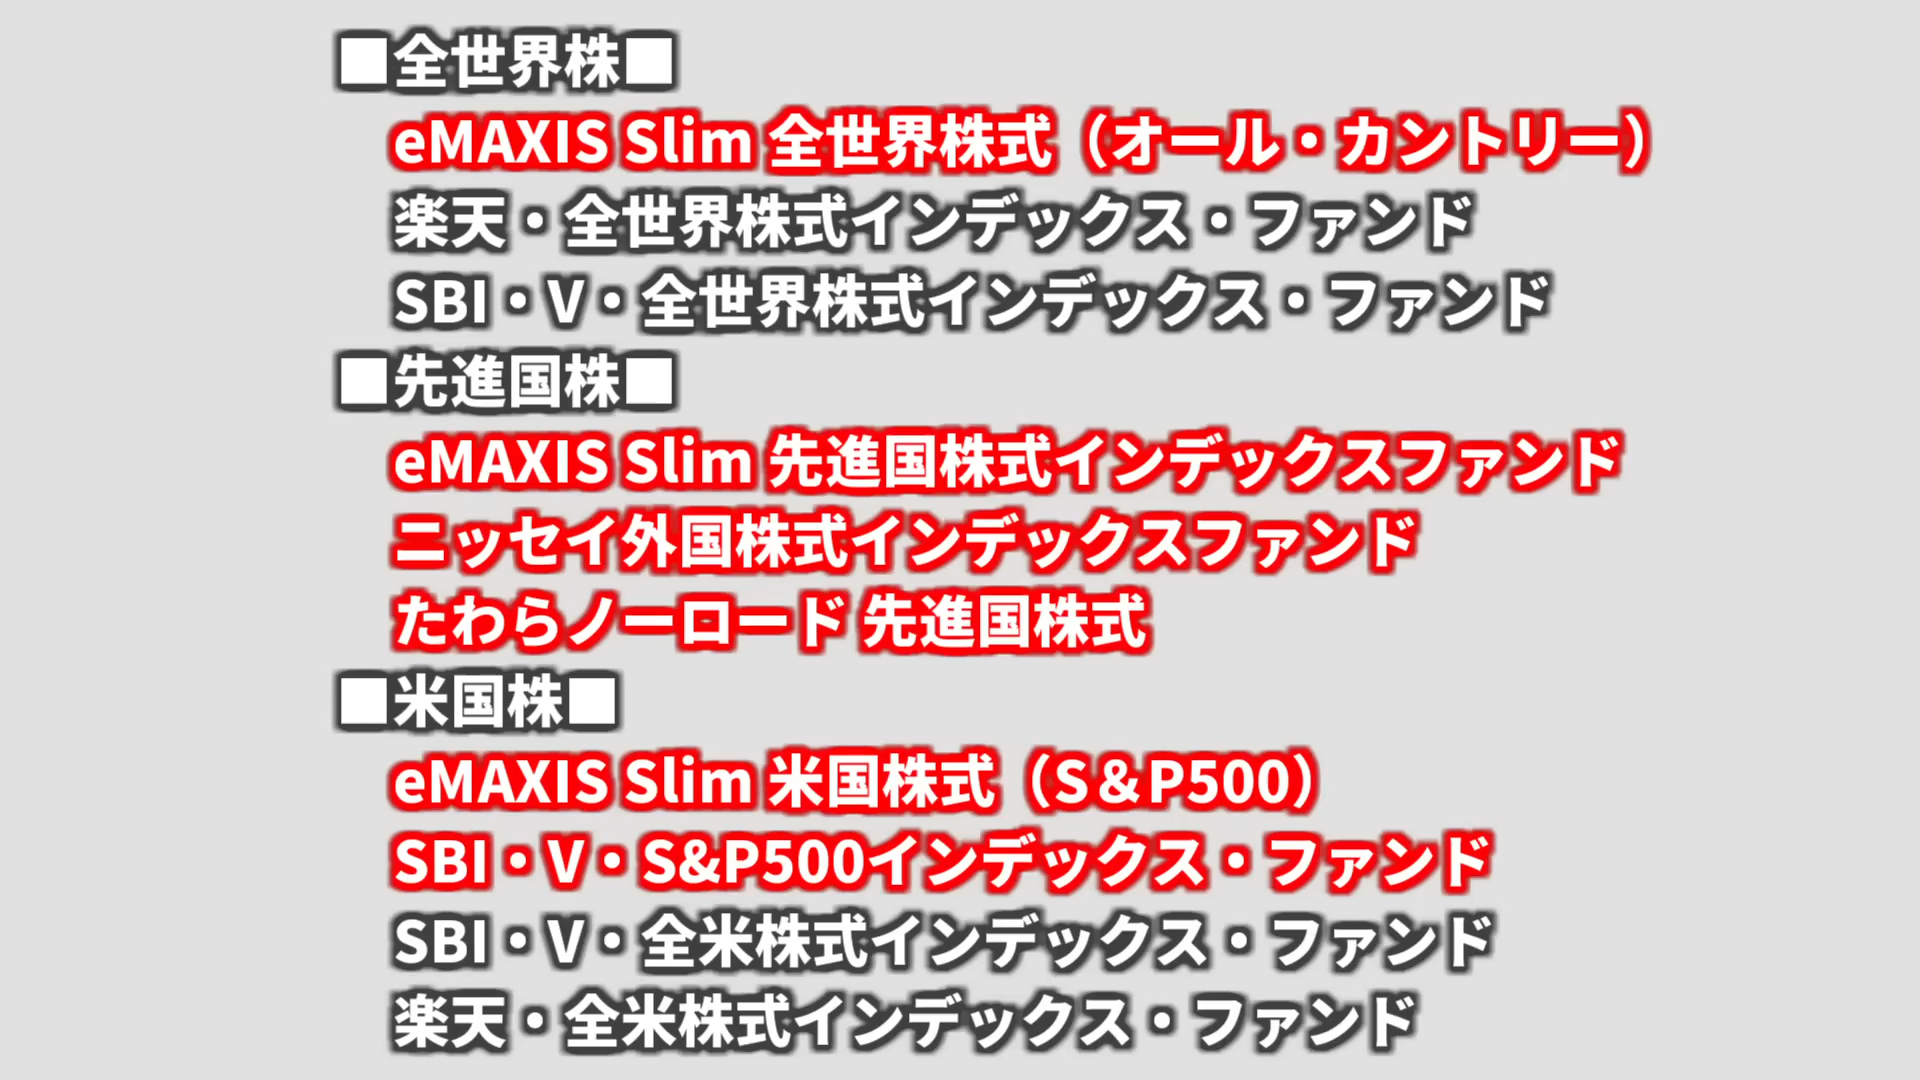 ■全世界株■
eMAXIS Slim 全世界株式（オール・カントリー）
楽天・全世界株式インデックス・ファンド
SBI・V・全世界株式インデックス・ファンド
■先進国株■
eMAXIS Slim 先進国株式インデックスファンド
ニッセイ外国株式インデックスファンド
たわらノーロード 先進国株式
■米国株■
eMAXIS Slim 米国株式（S＆P500）
SBI・V・S&P500インデックス・ファンド
SBI・V・全米株式インデックス・ファンド
楽天・全米株式インデックス・ファンド